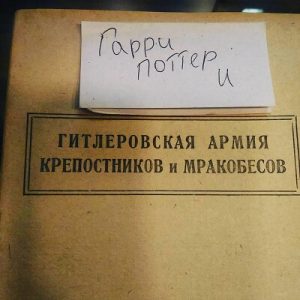 Гарри
поттер
и
ГИТЛЕРОВСКАЯ АРМИЯ
КРЕПОСТНИКОВ и МРАКОБЕСОВ